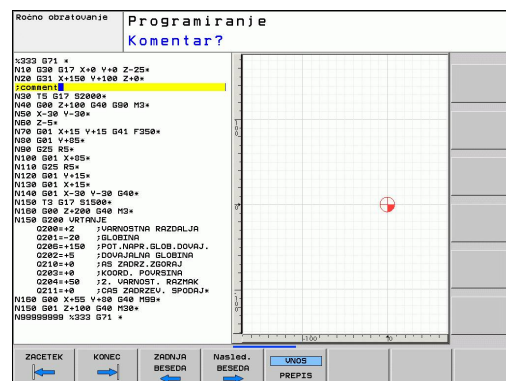 Ročno obratovanje
Programiranje
Komentar?
%333 G71 *
N10 G30 G17 X+0 Y+0 Z-25*
N20 G31 X+150 Y+100 Z+0*
;comment
N30 T5 G17 S2000*
N40 G00 Z+100 G40 G90 M3*
N50 X-30 Y-30*
N60 Z-5*
N70 G01 X+15 Y+15 G41 F350*
N80 G01 Y+85*
N90 G25 R5*
N100 G01 X+85*
N110 G25 R5*
N120 G01 Y+15*
N130 G01 X+15*
N140 G01 X-30 Y-30 G40*
N150 T3 G17 S1500*
N160 G00 Z+200 G40 M3*
N150 G200 VRTANJE
Q200=+2 ;VARNOSTNA RAZDALJA
Q201=-20 ;GLOBINA
Q206=+150 ;POT.NAPR.GLOB.DOVAJ.
Q202=+5 ;DOVAJALNA GLOBINA
Q210=+0 ;AS ZADRZ.ZGORAJ
Q203=+0 ;KOORD. POVRSINA
Q204=+50 ;2. VARNOST. RAZMAK
Q211=+0 ;CAS ZADRZEV. SPODAJ*
N160 G00 X+55 Y+80 G40 M99*
N150 G01 Z+100 G40 M30*
N99999999 %333 G71 *
-100
0
ZACETEK
KONEC
ZADNJA BESEDA
Nasled. BESEDA
VNOS
PREPIS